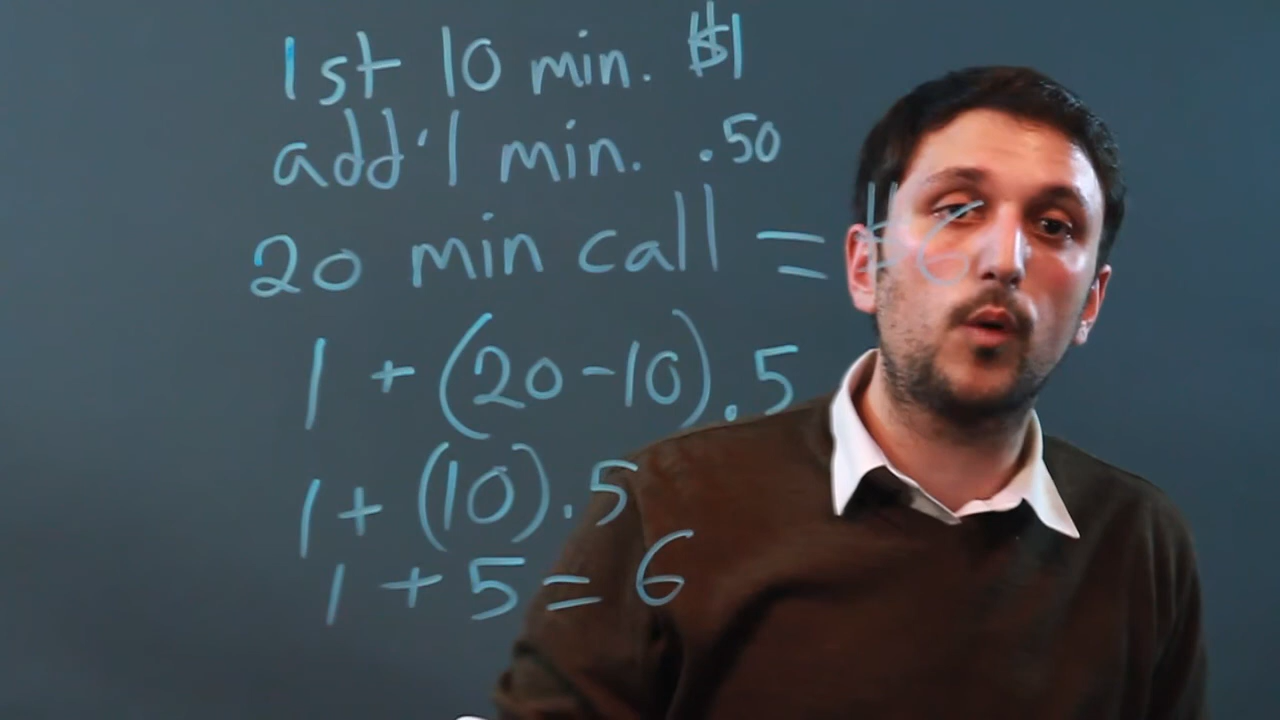 1st 10 min. $1
add'l min. .50
20 min call = $6
1 + (20-10).5
1 + (10).5
1 + 5 = 6